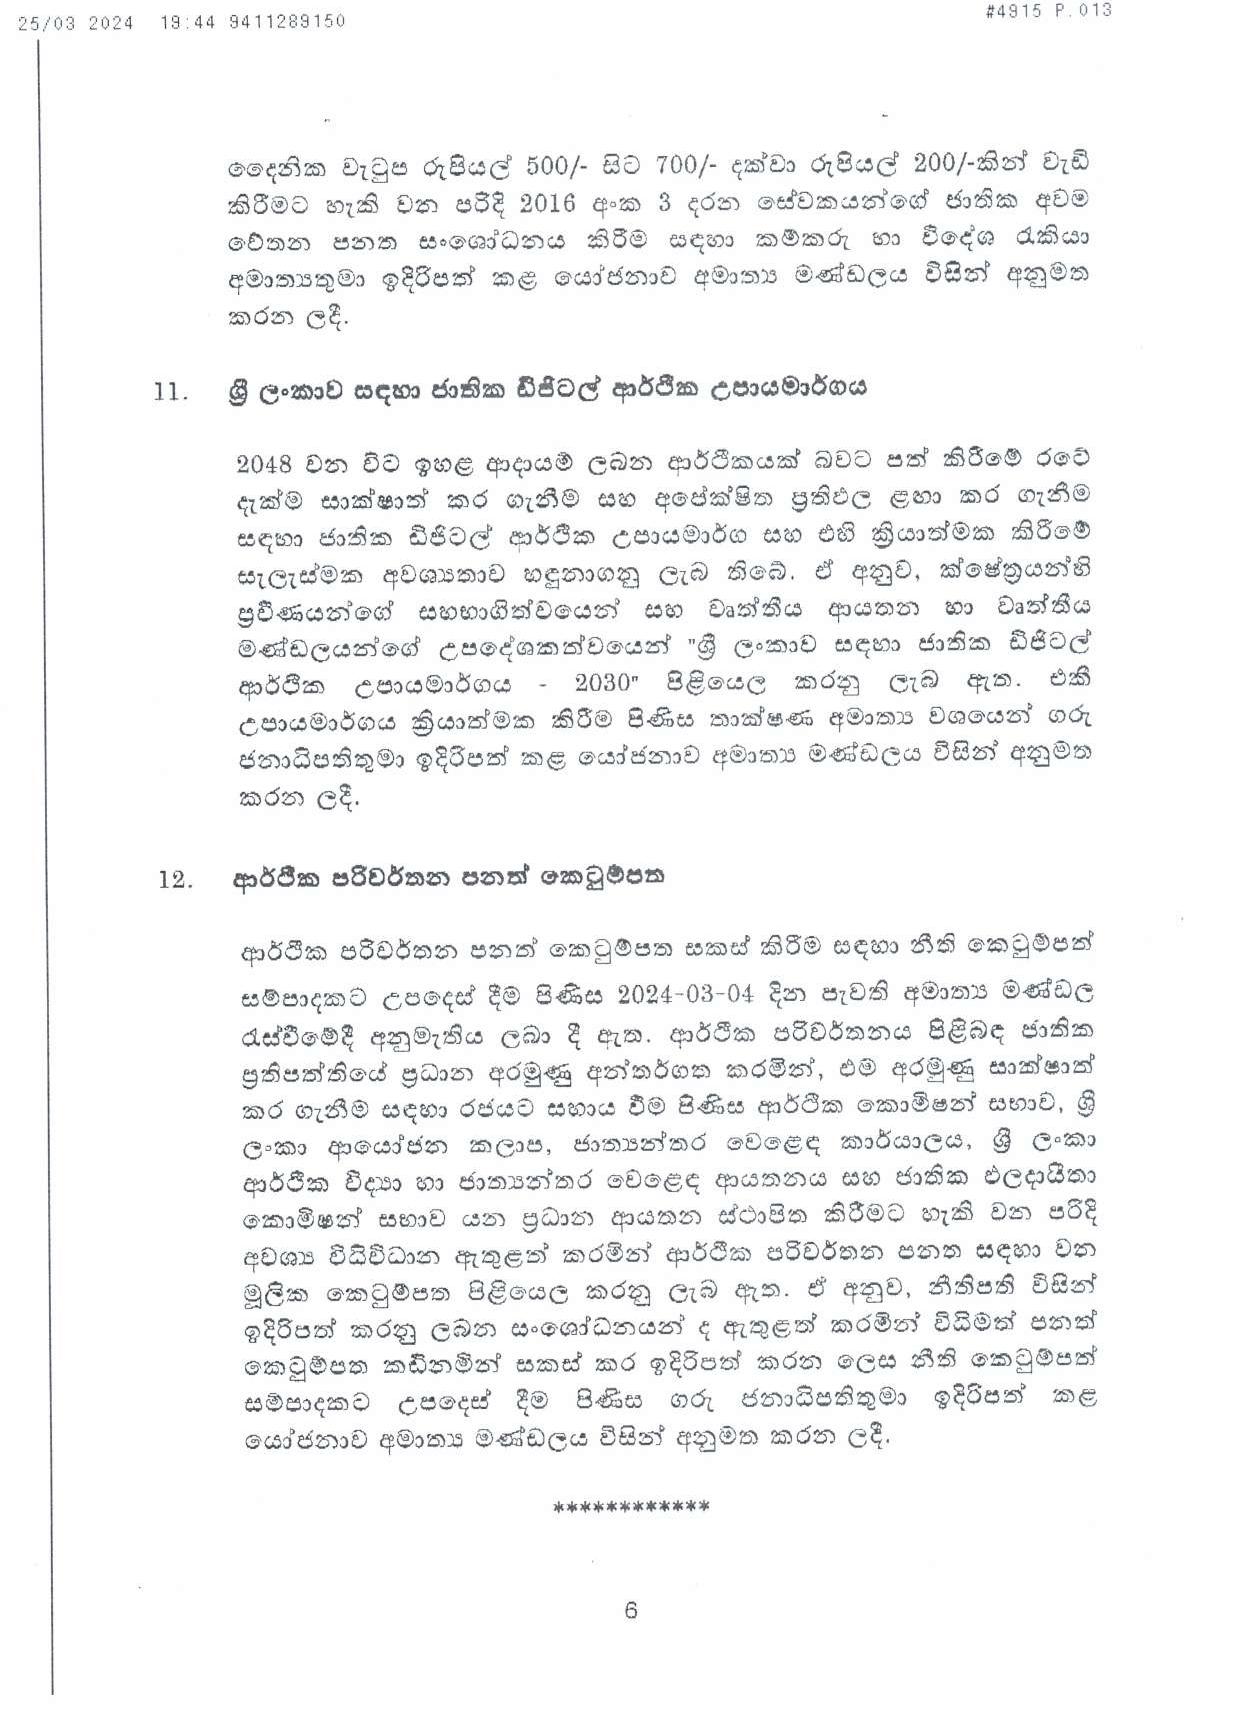 25/03 2024 19:44 9411289150
#4915 P.013
දෛනික වැටුප රුපියල් 500/- සිට 700/- දක්වා රුපියල් 200/-කින් වැඩි
කිරීමට හැකි වන පරිදි 2016 අංක 3 දරන සේවකයන්ගේ ජාතික අවම
වේතන පනත සංශෝධනය කිරීම සඳහා කම්කරු හා විදේශ රැකියා
අමාත්‍යතුමා ඉදිරිපත් කළ යෝජනාව අමාත්‍ය මණ්ඩලය විසින් අනුමත
කරන ලදී.
11. ශ්‍රී ලංකාව සඳහා ජාතික ඩිජිටල් ආර්ථික උපායමාර්ගය
2048 වන විට ඉහළ ආදායම් ලබන ආර්ථිකයක් බවට පත් කිරීමේ රටේ
දැක්ම සාක්ෂාත් කර ගැනීම සහ අපේක්ෂිත ප්‍රතිඵල ළඟා කර ගැනීම
සඳහා ජාතික ඩිජිටල් ආර්ථික උපායමාර්ග සහ එහි ක්‍රියාත්මක කිරීමේ
සැලැස්මක අවශ්‍යතාව හඳුනාගනු ලැබ තිබේ. ඒ අනුව, ක්ෂේත්‍රයන්හි
ප්‍රවීණයන්ගේ සහභාගිත්වයෙන් සහ වෘත්තීය ආයතන හා වෘත්තීය
මණ්ඩලයන්ගේ උපදේශකත්වයෙන් "ශ්‍රී ලංකාව සඳහා ජාතික ඩිජිටල්
ආර්ථික උපායමාර්ගය - 2030" පිළියෙල කරනු ලැබ ඇත. එකී
උපායමාර්ගය ක්‍රියාත්මක කිරීම පිණිස තාක්ෂණ අමාත්‍ය වශයෙන් ගරු
ජනාධිපතිතුමා ඉදිරිපත් කළ යෝජනාව අමාත්‍ය මණ්ඩලය විසින් අනුමත
කරන ලදී.
12. ආර්ථික පරිවර්තන පනත් කෙටුම්පත
ආර්ථික පරිවර්තන පනත් කෙටුම්පත සකස් කිරීම සඳහා නීති කෙටුම්පත්
සම්පාදකට උපදෙස් දීම පිණිස 2024-03-04 දින පැවති අමාත්‍ය මණ්ඩල
රැස්වීමේදී අනුමැතිය ලබා දී ඇත. ආර්ථික පරිවර්තනය පිළිබඳ ජාතික
ප්‍රතිපත්තියේ ප්‍රධාන අරමුණු අන්තර්ගත කරමින්, එම අරමුණු සාක්ෂාත්
කර ගැනීම සඳහා රජයට සහාය වීම පිණිස ආර්ථික කොමිෂන් සභාව, ශ්‍රී
ලංකා ආයෝජන කලාප, ජාත්‍යන්තර වෙළෙඳ කාර්යාලය, ශ්‍රී ලංකා
ආර්ථික විද්‍යා හා ජාත්‍යන්තර වෙළෙඳ ආයතනය සහ ජාතික ඵලදායිතා
කොමිෂන් සභාව යන ප්‍රධාන ආයතන ස්ථාපිත කිරීමට හැකි වන පරිදි
අවශ්‍ය විධිවිධාන ඇතුළත් කරමින් ආර්ථික පරිවර්තන පනත සඳහා වන
මූලික කෙටුම්පත පිළියෙල කරනු ලැබ ඇත. ඒ අනුව, නීතිපති විසින්
ඉදිරිපත් කරනු ලබන සංශෝධනයන් ද ඇතුළත් කරමින් විධිමත් පනත්
කෙටුම්පත කඩිනමින් සකස් කර ඉදිරිපත් කරන ලෙස නීති කෙටුම්පත්
සම්පාදකට උපදෙස් දීම පිණිස ගරු ජනාධිපතිතුමා ඉදිරිපත් කළ
යෝජනාව අමාත්‍ය මණ්ඩලය විසින් අනුමත කරන ලදී.
************
6